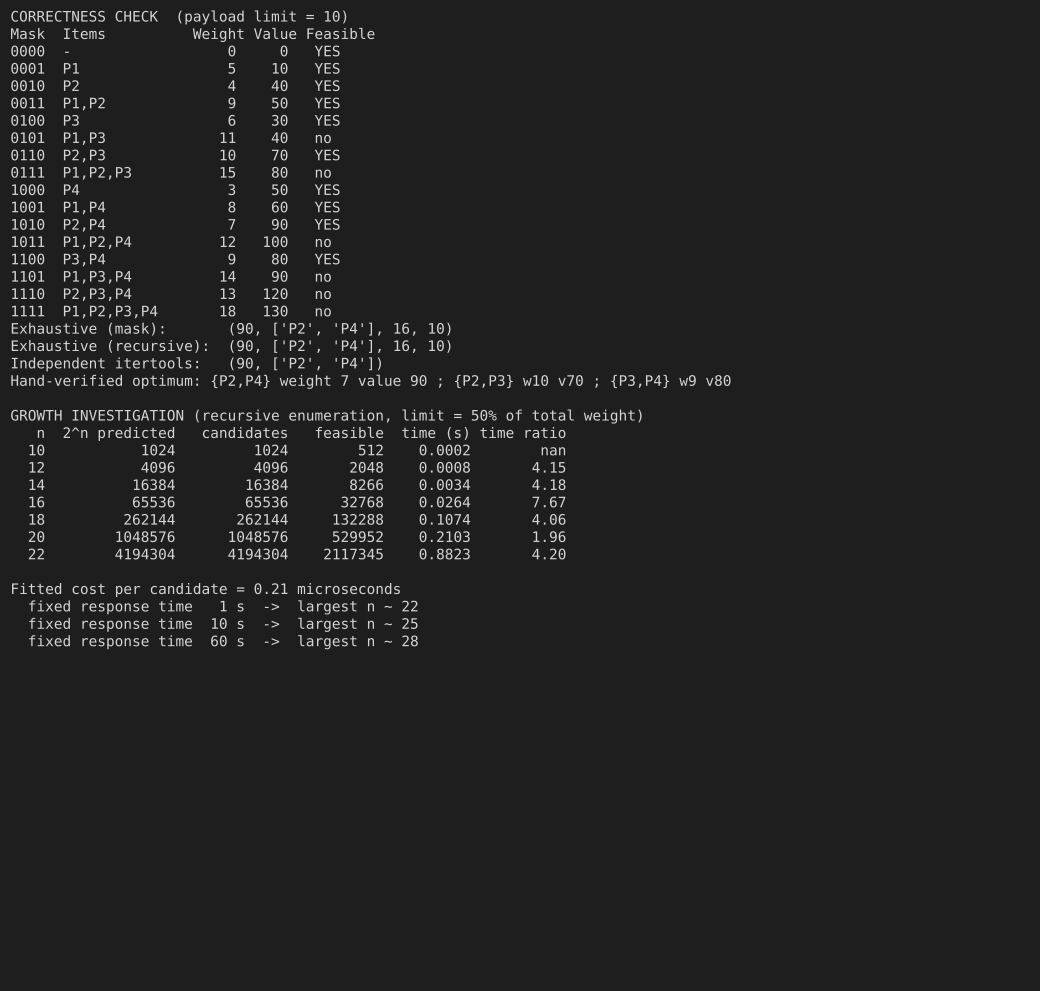 CORRECTNESS CHECK  (payload limit = 10)
Mask  Items          Weight Value Feasible
0000  -                  0     0   YES
0001  P1                 5    10   YES
0010  P2                 4    40   YES
0011  P1,P2              9    50   YES
0100  P3                 6    30   YES
0101  P1,P3             11    40   no
0110  P2,P3             10    70   YES
0111  P1,P2,P3          15    80   no
1000  P4                 3    50   YES
1001  P1,P4              8    60   YES
1010  P2,P4              7    90   YES
1011  P1,P2,P4          12   100   no
1100  P3,P4              9    80   YES
1101  P1,P3,P4          14    90   no
1110  P2,P3,P4          13   120   no
1111  P1,P2,P3,P4       18   130   no
Exhaustive (mask):       (90, ['P2', 'P4'], 16, 10)
Exhaustive (recursive):  (90, ['P2', 'P4'], 16, 10)
Independent itertools:   (90, ['P2', 'P4'])
Hand-verified optimum: {P2,P4} weight 7 value 90 ; {P2,P3} w10 v70 ; {P3,P4} w9 v80
GROWTH INVESTIGATION (recursive enumeration, limit = 50% of total weight)
   n  2^n predicted   candidates   feasible  time (s) time ratio
  10           1024         1024        512    0.0002        nan
  12           4096         4096       2048    0.0008       4.15
  14          16384        16384       8266    0.0034       4.18
  16          65536        65536      32768    0.0264       7.67
  18         262144       262144     132288    0.1074       4.06
  20        1048576      1048576     529952    0.2103       1.96
  22        4194304      4194304    2117345    0.8823       4.20
Fitted cost per candidate = 0.21 microseconds
  fixed response time   1 s  ->  largest n ~ 22
  fixed response time  10 s  ->  largest n ~ 25
  fixed response time  60 s  ->  largest n ~ 28